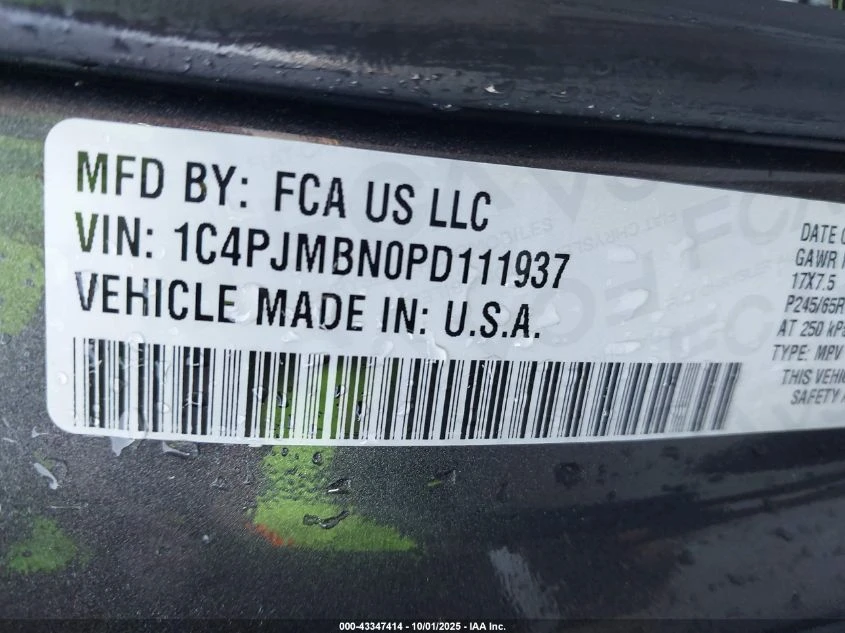 MFD BY: FCA US LLC
VIN: 1C4PJMBN0PD111937
VEHICLE MADE IN: U.S.A.
DATE O
GAWR
17X7.5
P245/65R
AT 250 kPa
TYPE: MPV
THIS VEHI
SAFETY
000-43347414 - 10/01/2025 - IAA Inc.